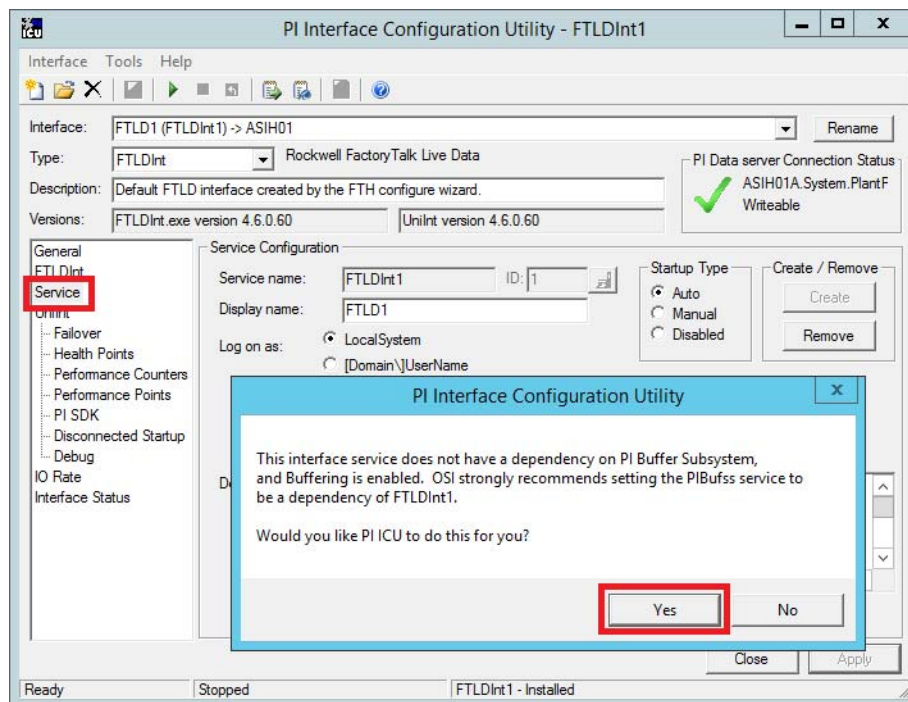 PI Interface Configuration Utility - FTLDInt1
Interface Tools Help
Interface: FTLD1 (FTLDInt1) -> ASIH01 Rename
Type: FTLDInt Rockwell FactoryTalk Live Data
PI Data server Connection Status
ASIH01A.System.PlantF
Writeable
Description: Default FTLD interface created by the FTH configure wizard.
Versions: FTLDInt.exe version 4.6.0.60 UniInt version 4.6.0.60
General
FTLDInt
Service
UniInt
Failover
Health Points
Performance Counters
Performance Points
PI SDK
Disconnected Startup
Debug
IO Rate
Interface Status
Service Configuration
Service name: FTLDInt1 ID: 1
Display name: FTLD1
Log on as: LocalSystem
[Domain\]UserName
Startup Type
Auto
Manual
Disabled
Create / Remove
Create
Remove
PI Interface Configuration Utility
This interface service does not have a dependency on PI Buffer Subsystem,
and Buffering is enabled. OSI strongly recommends setting the PIBufss service to
be a dependency of FTLDInt1.
Would you like PI ICU to do this for you?
Yes No
Close Apply
Ready Stopped FTLDInt1 - Installed